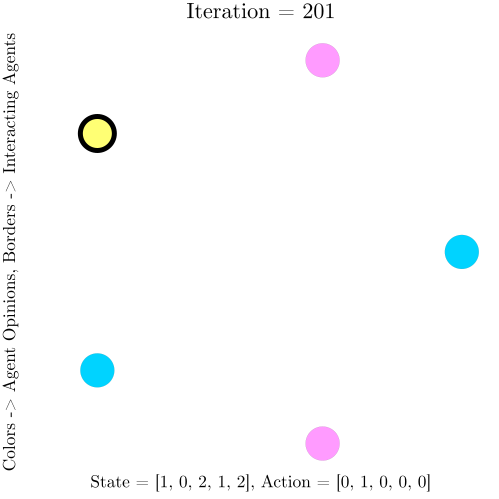 Iteration = 201
Colors -> Agent Opinions, Borders -> Interacting Agents
State = [1, 0, 2, 1, 2], Action = [0, 1, 0, 0, 0]